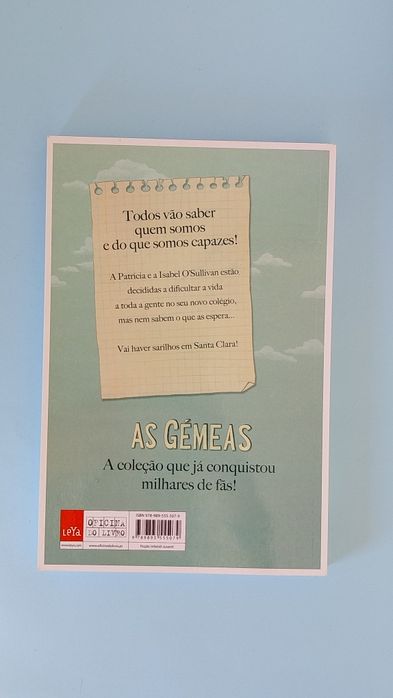 Todos vão saber
quem somos
e do que somos capazes!
A Patrícia e a Isabel O'Sullivan estão
decididas a dificultar a vida
a toda a gente no seu novo colégio,
mas nem sabem o que as espera...
Vai haver sarilhos em Santa Clara!
AS GÉMEAS
A coleção que já conquistou
milhares de fãs!
LeYa
OFICINA
DO LIVRO